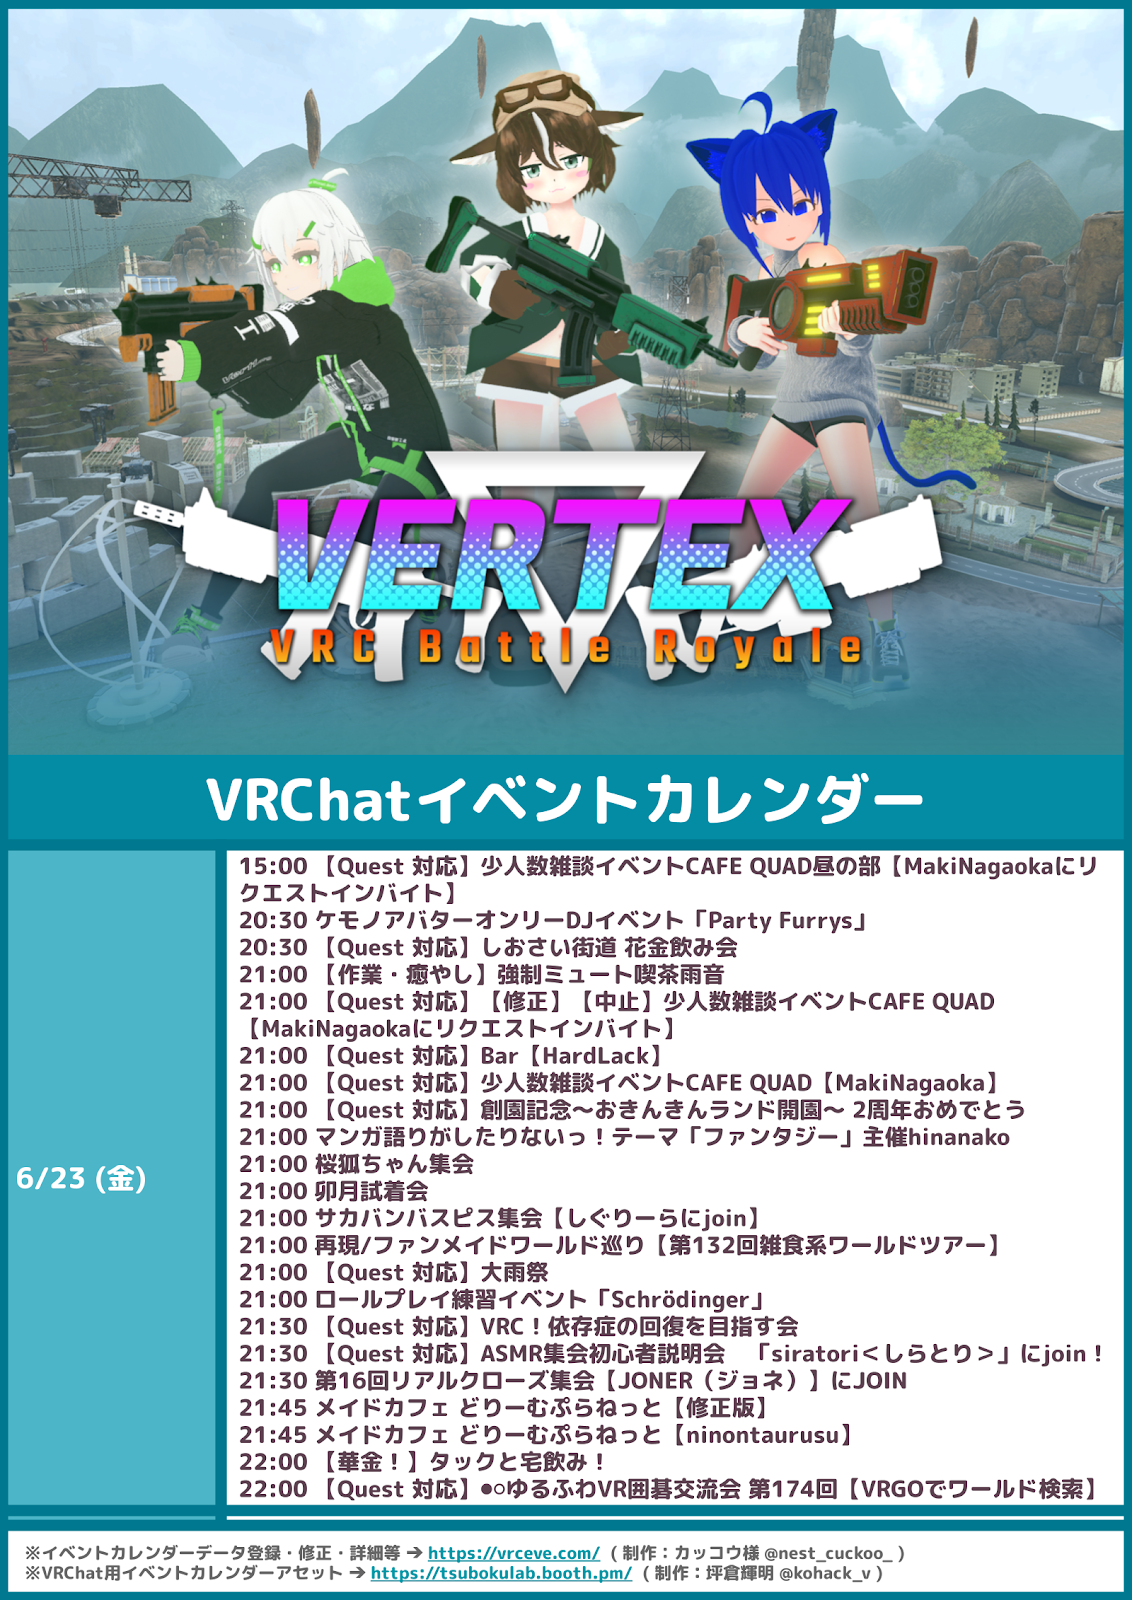 VERTEX
VRC Battle Royale
VRChatイベントカレンダー
6/23 (金)
15:00 【Quest 対応】少人数雑談イベントCAFE QUAD昼の部【MakiNagaokaにリ
クエストインバイト】
20:30 ケモノアバターオンリーDJイベント「Party Furrys」
20:30 【Quest 対応】しおさい街道 花金飲み会
21:00 【作業・癒やし】強制ミュート喫茶雨音
21:00 【Quest 対応】【修正】【中止】少人数雑談イベントCAFE QUAD
【MakiNagaokaにリクエストインバイト】
21:00 【Quest 対応】Bar【HardLack】
21:00 【Quest 対応】少人数雑談イベントCAFE QUAD【MakiNagaoka】
21:00 【Quest 対応】創園記念～おきんきんランド開園～ 2周年おめでとう
21:00 マンガ語りがしたりないっ！テーマ「ファンタジー」主催hinanako
21:00 桜狐ちゃん集会
21:00 卯月試着会
21:00 サカバンバスピス集会【しぐりーらにjoin】
21:00 再現/ファンメイドワールド巡り【第132回雑食系ワールドツアー】
21:00 【Quest 対応】大雨祭
21:00 ロールプレイ練習イベント「Schrödinger」
21:30 【Quest 対応】VRC！依存症の回復を目指す会
21:30 【Quest 対応】ASMR集会初心者説明会　「siratori＜しらとり＞」にjoin！
21:30 第16回リアルクローズ集会【JONER（ジョネ）】にJOIN
21:45 メイドカフェ どりーむぷらねっと【修正版】
21:45 メイドカフェ どりーむぷらねっと【ninontaurusu】
22:00 【華金！】タックと宅飲み！
22:00 【Quest 対応】●○ゆるふわVR囲碁交流会 第174回【VRGOでワールド検索】
※イベントカレンダーデータ登録・修正・詳細等 → https://vrceve.com/ （ 制作：カッコウ様 @nest_cuckoo_ ）
※VRChat用イベントカレンダーアセット → https://tsubokulab.booth.pm/ （ 制作：坪倉輝明 @kohack_v ）